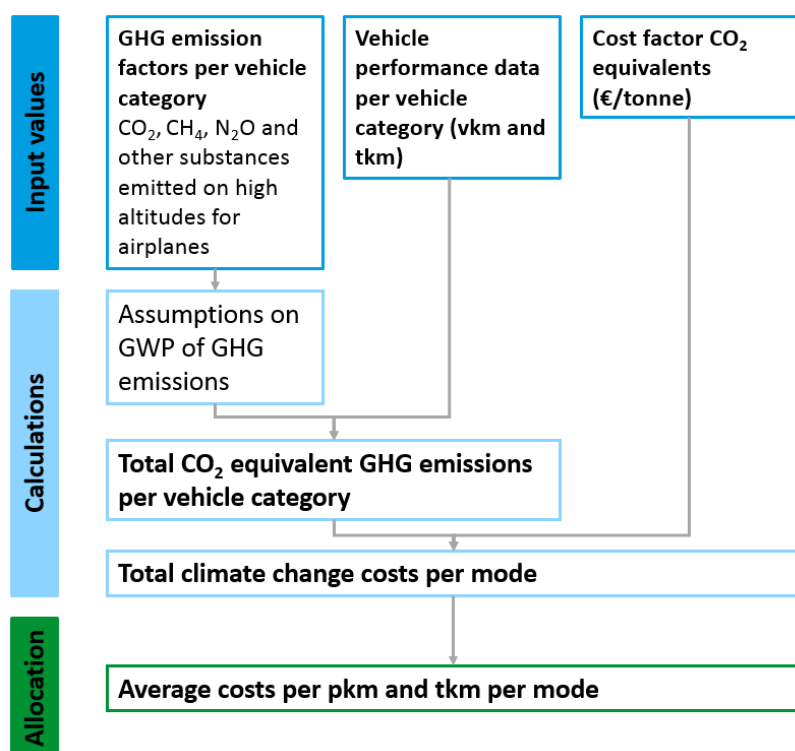 Input values
GHG emission
factors per vehicle
category
CO₂, CH₄, N₂O and
other substances
emitted on high
altitudes for
airplanes
Vehicle
performance data
per vehicle
category (vkm and
tkm)
Cost factor CO₂
equivalents
(€/tonne)
Calculations
Assumptions on
GWP of GHG
emissions
Total CO₂ equivalent GHG emissions
per vehicle category
Total climate change costs per mode
Allocation
Average costs per pkm and tkm per mode